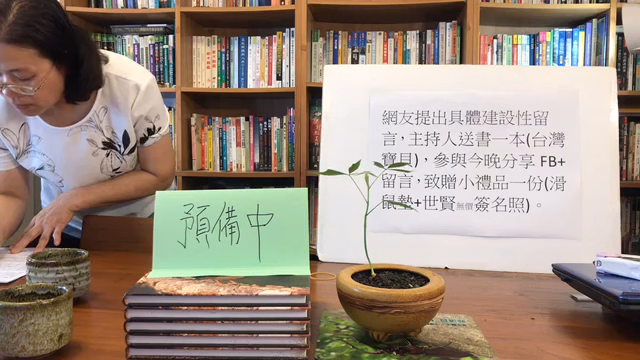 預備中
網友提出具體建設性留
言，主持人送書一本(台灣
寶貝)，參與今晚分享 FB+
留言，致贈小禮品一份(滑
鼠墊+世賢無價簽名照)。